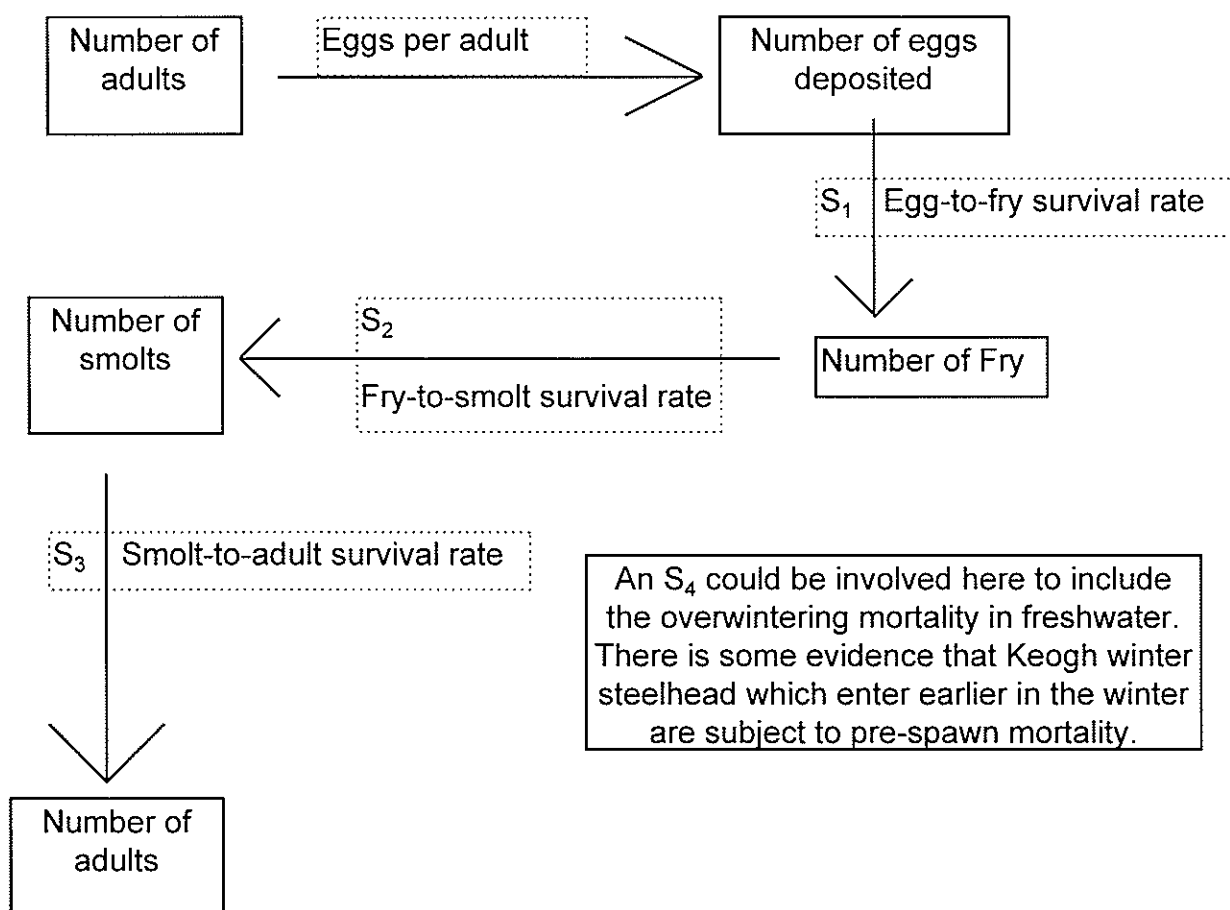 Number of
adults
Eggs per adult
Number of eggs
deposited
S₁ Egg-to-fry survival rate
Number of Fry
S₂
Fry-to-smolt survival rate
Number of
smolts
S₃ Smolt-to-adult survival rate
An S₄ could be involved here to include
the overwintering mortality in freshwater.
There is some evidence that Keogh winter
steelhead which enter earlier in the winter
are subject to pre-spawn mortality.
Number of
adults